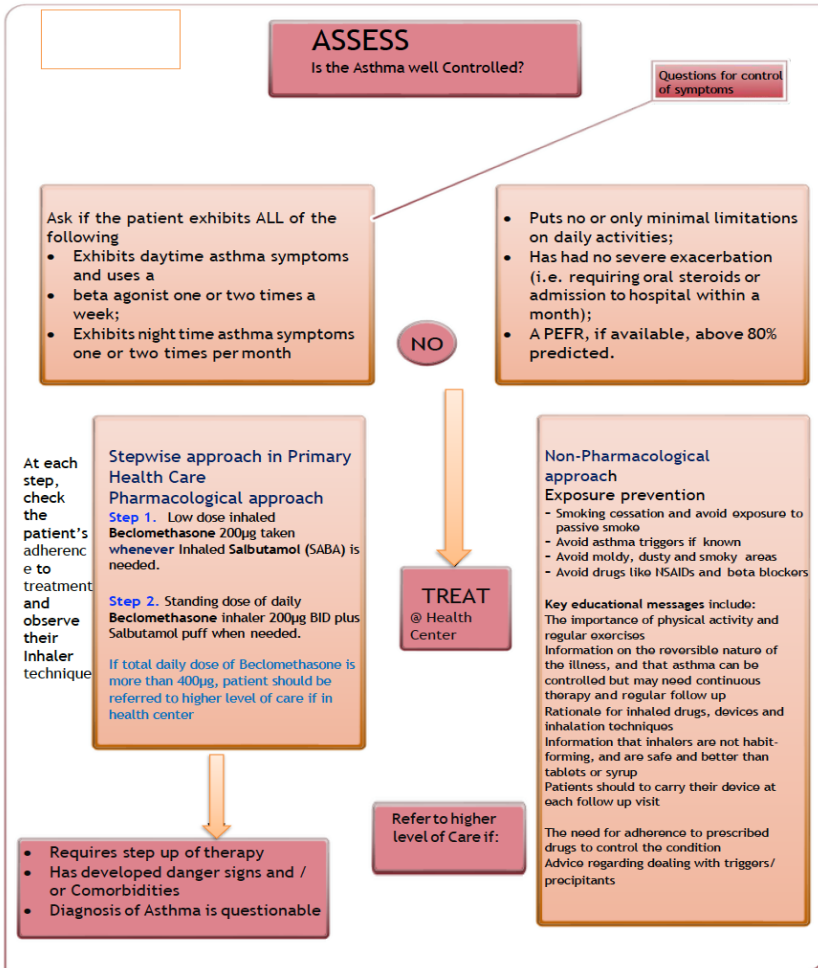 ASSESS
Is the Asthma well Controlled?
Questions for control
of symptoms
Ask if the patient exhibits ALL of the
following
• Exhibits daytime asthma symptoms
and uses a
• beta agonist one or two times a
week;
• Exhibits night time asthma symptoms
one or two times per month
• Puts no or only minimal limitations
on daily activities;
• Has had no severe exacerbation
(i.e. requiring oral steroids or
admission to hospital within a
month);
• A PEFR, if available, above 80%
predicted.
NO
At each
step,
check
the
patient's
adherenc
e to
treatment
and
observe
their
Inhaler
technique
Stepwise approach in Primary
Health Care
Pharmacological approach
Step 1. Low dose inhaled
Beclomethasone 200µg taken
whenever Inhaled Salbutamol (SABA) is
needed.
Step 2. Standing dose of daily
Beclomethasone inhaler 200µg BID plus
Salbutamol puff when needed.
If total daily dose of Beclomethasone is
more than 400µg, patient should be
referred to higher level of care if in
health center
TREAT
@ Health
Center
Non-Pharmacological
approach
Exposure prevention
- Smoking cessation and avoid exposure to
passive smoke
- Avoid asthma triggers if known
- Avoid moldy, dusty and smoky areas
- Avoid drugs like NSAIDs and beta blockers
Key educational messages include:
The importance of physical activity and
regular exercises
Information on the reversible nature of
the illness, and that asthma can be
controlled but may need continuous
therapy and regular follow up
Rationale for inhaled drugs, devices and
inhalation techniques
Information that inhalers are not habit-
forming, and are safe and better than
tablets or syrup
Patients should to carry their device at
each follow up visit
The need for adherence to prescribed
drugs to control the condition
Advice regarding dealing with triggers/
precipitants
Refer to higher
level of Care if:
• Requires step up of therapy
• Has developed danger signs and /
or Comorbidities
• Diagnosis of Asthma is questionable